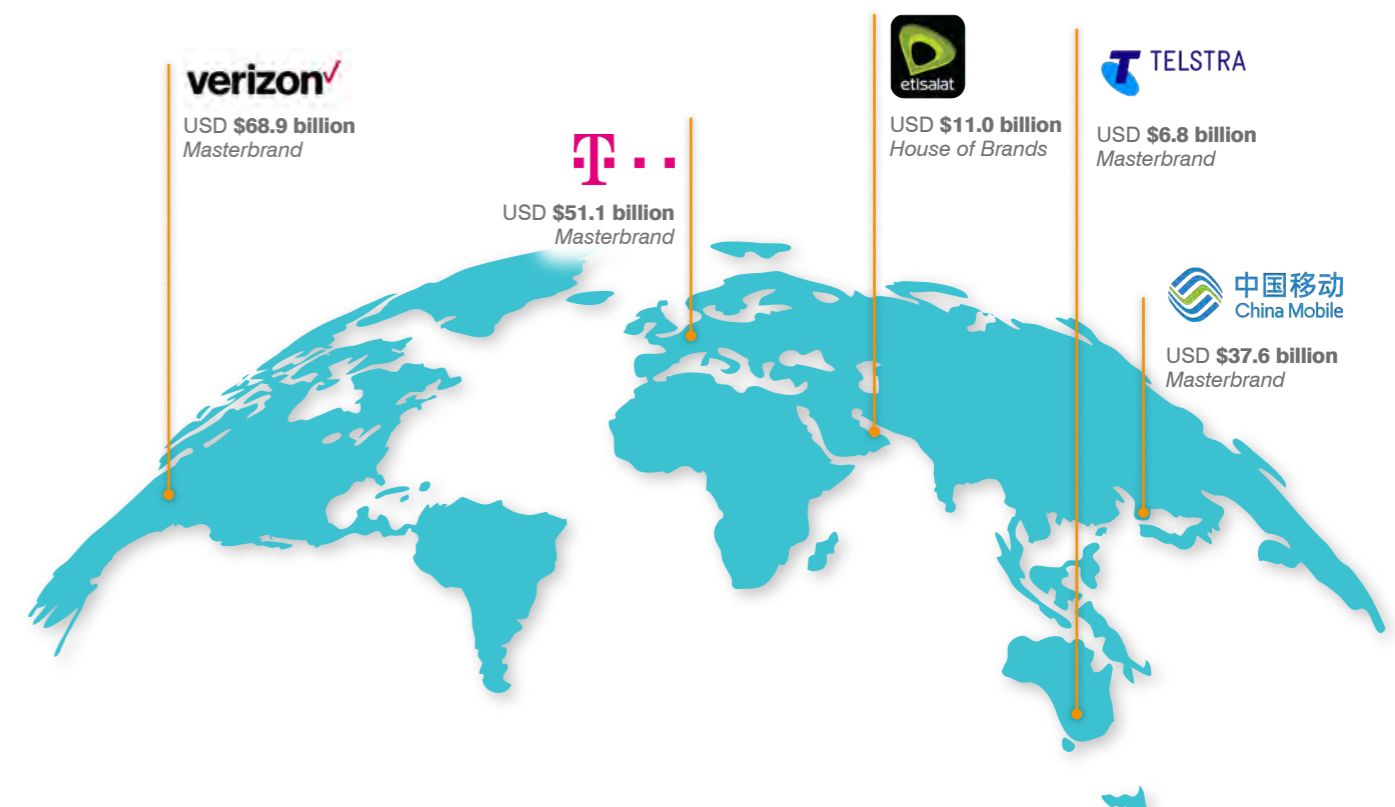 verizon
USD $68.9 billion
Masterbrand
T
USD $51.1 billion
Masterbrand
etisalat
USD $11.0 billion
House of Brands
T TELSTRA
USD $6.8 billion
Masterbrand
中国移动
China Mobile
USD $37.6 billion
Masterbrand